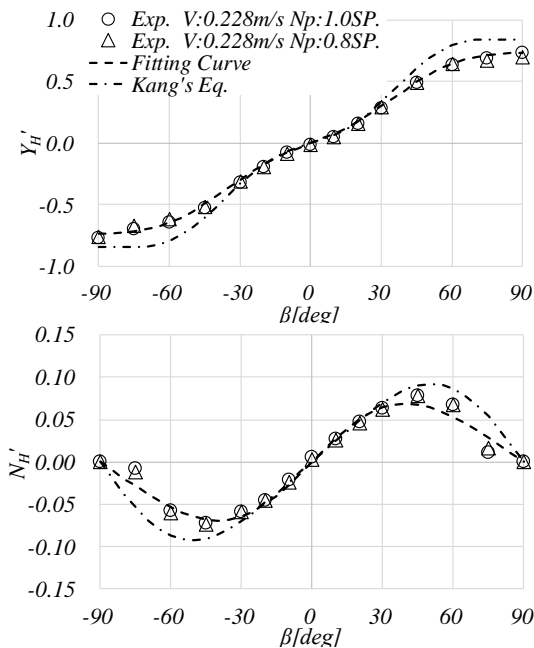 1.0
0.5
0.0
-0.5
-1.0
Y_H'
Exp. V:0.228m/s Np:1.0SP.
Exp. V:0.228m/s Np:0.8SP.
Fitting Curve
Kang's Eq.
-90 -60 -30 0 30 60 90
β[deg]
0.15
0.10
0.05
0.00
-0.05
-0.10
-0.15
N_H'
-90 -60 -30 0 30 60 90
β[deg]